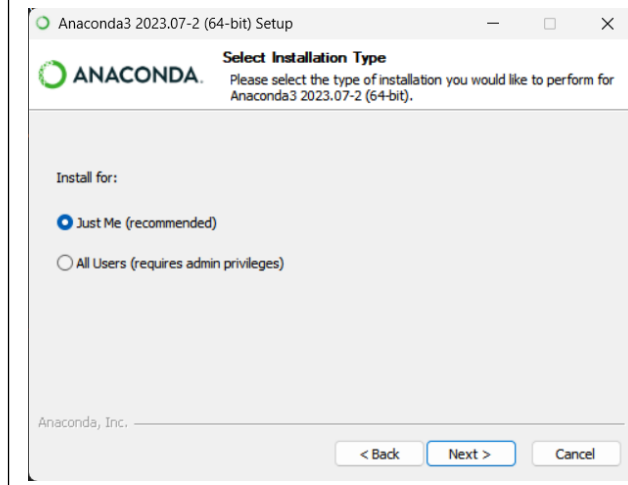 Anaconda3 2023.07-2 (64-bit) Setup
ANACONDA.
Select Installation Type
Please select the type of installation you would like to perform for
Anaconda3 2023.07-2 (64-bit).
Install for:
Just Me (recommended)
All Users (requires admin privileges)
Anaconda, Inc.
< Back
Next >
Cancel